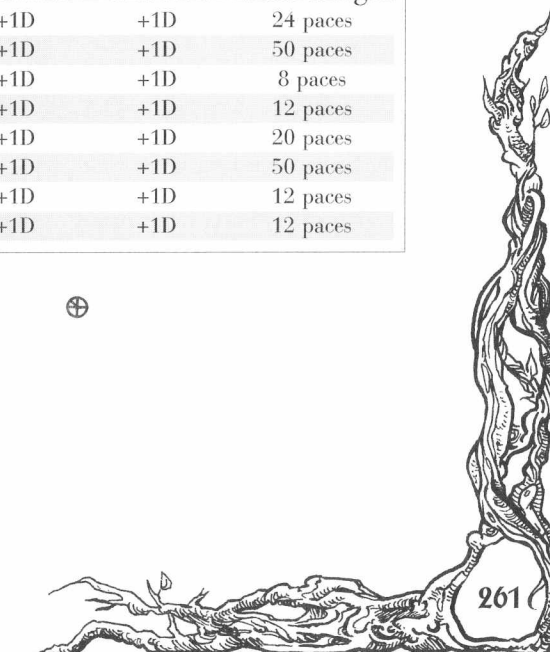 +1D +1D 24 paces
+1D +1D 50 paces
+1D +1D 8 paces
+1D +1D 12 paces
+1D +1D 20 paces
+1D +1D 50 paces
+1D +1D 12 paces
+1D +1D 12 paces
261